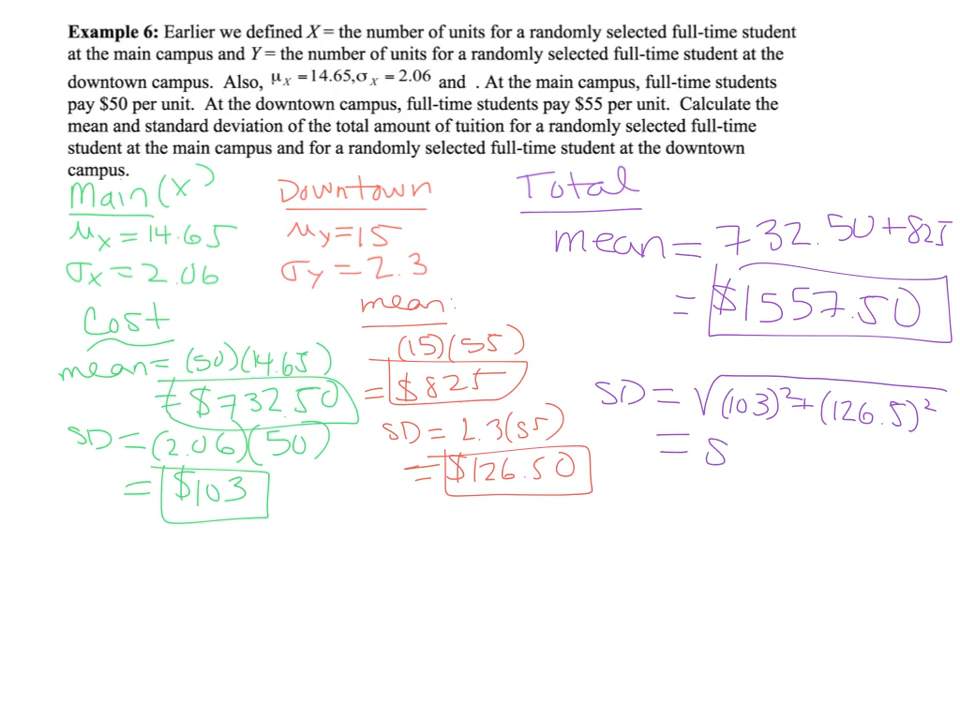 Example 6: Earlier we defined X = the number of units for a randomly selected full-time student
at the main campus and Y = the number of units for a randomly selected full-time student at the
downtown campus. Also, μX =14.65,σX = 2.06 and . At the main campus, full-time students
pay $50 per unit. At the downtown campus, full-time students pay $55 per unit. Calculate the
mean and standard deviation of the total amount of tuition for a randomly selected full-time
student at the main campus and for a randomly selected full-time student at the downtown
campus.
Main (X)
μx = 14.65
σx = 2.06
Cost
mean = (50)(14.65)
= $732.50
SD = (2.06)(50)
= $103
Downtown
μy=15
σy = 2.3
mean:
(15)(55)
= $825
SD = 2.3(55)
= $126.50
Total
mean = 732.50+825
= $1557.50
SD = √(103)²+(126.5)²
= S